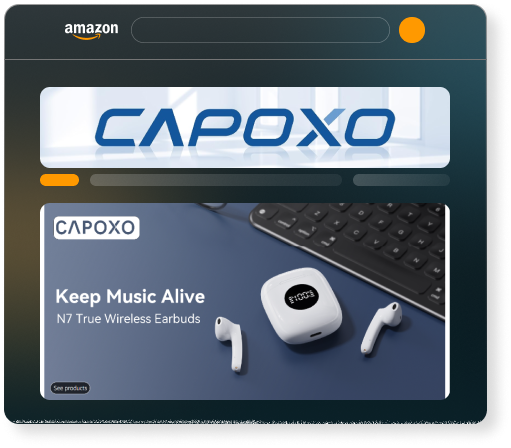 amazon
CAPOXO
CAPOXO
Keep Music Alive
N7 True Wireless Earbuds
See products